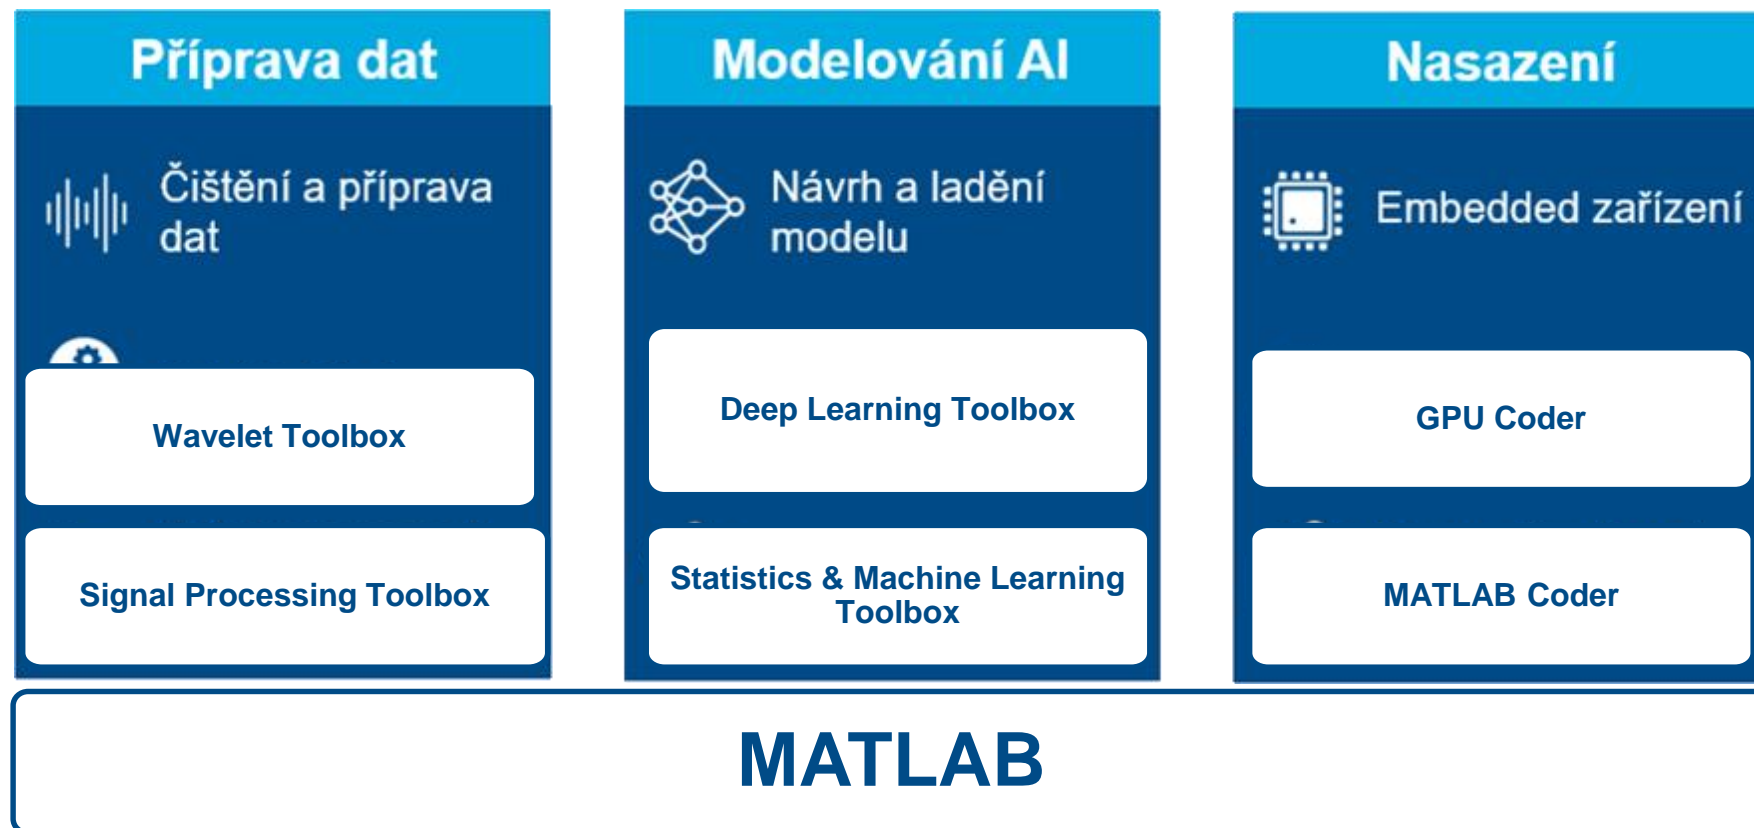 Příprava dat
Čištění a příprava
dat
Wavelet Toolbox
Signal Processing Toolbox
Modelování AI
Návrh a ladění
modelu
Deep Learning Toolbox
Statistics & Machine Learning
Toolbox
Nasazení
Embedded zařízení
GPU Coder
MATLAB Coder
MATLAB